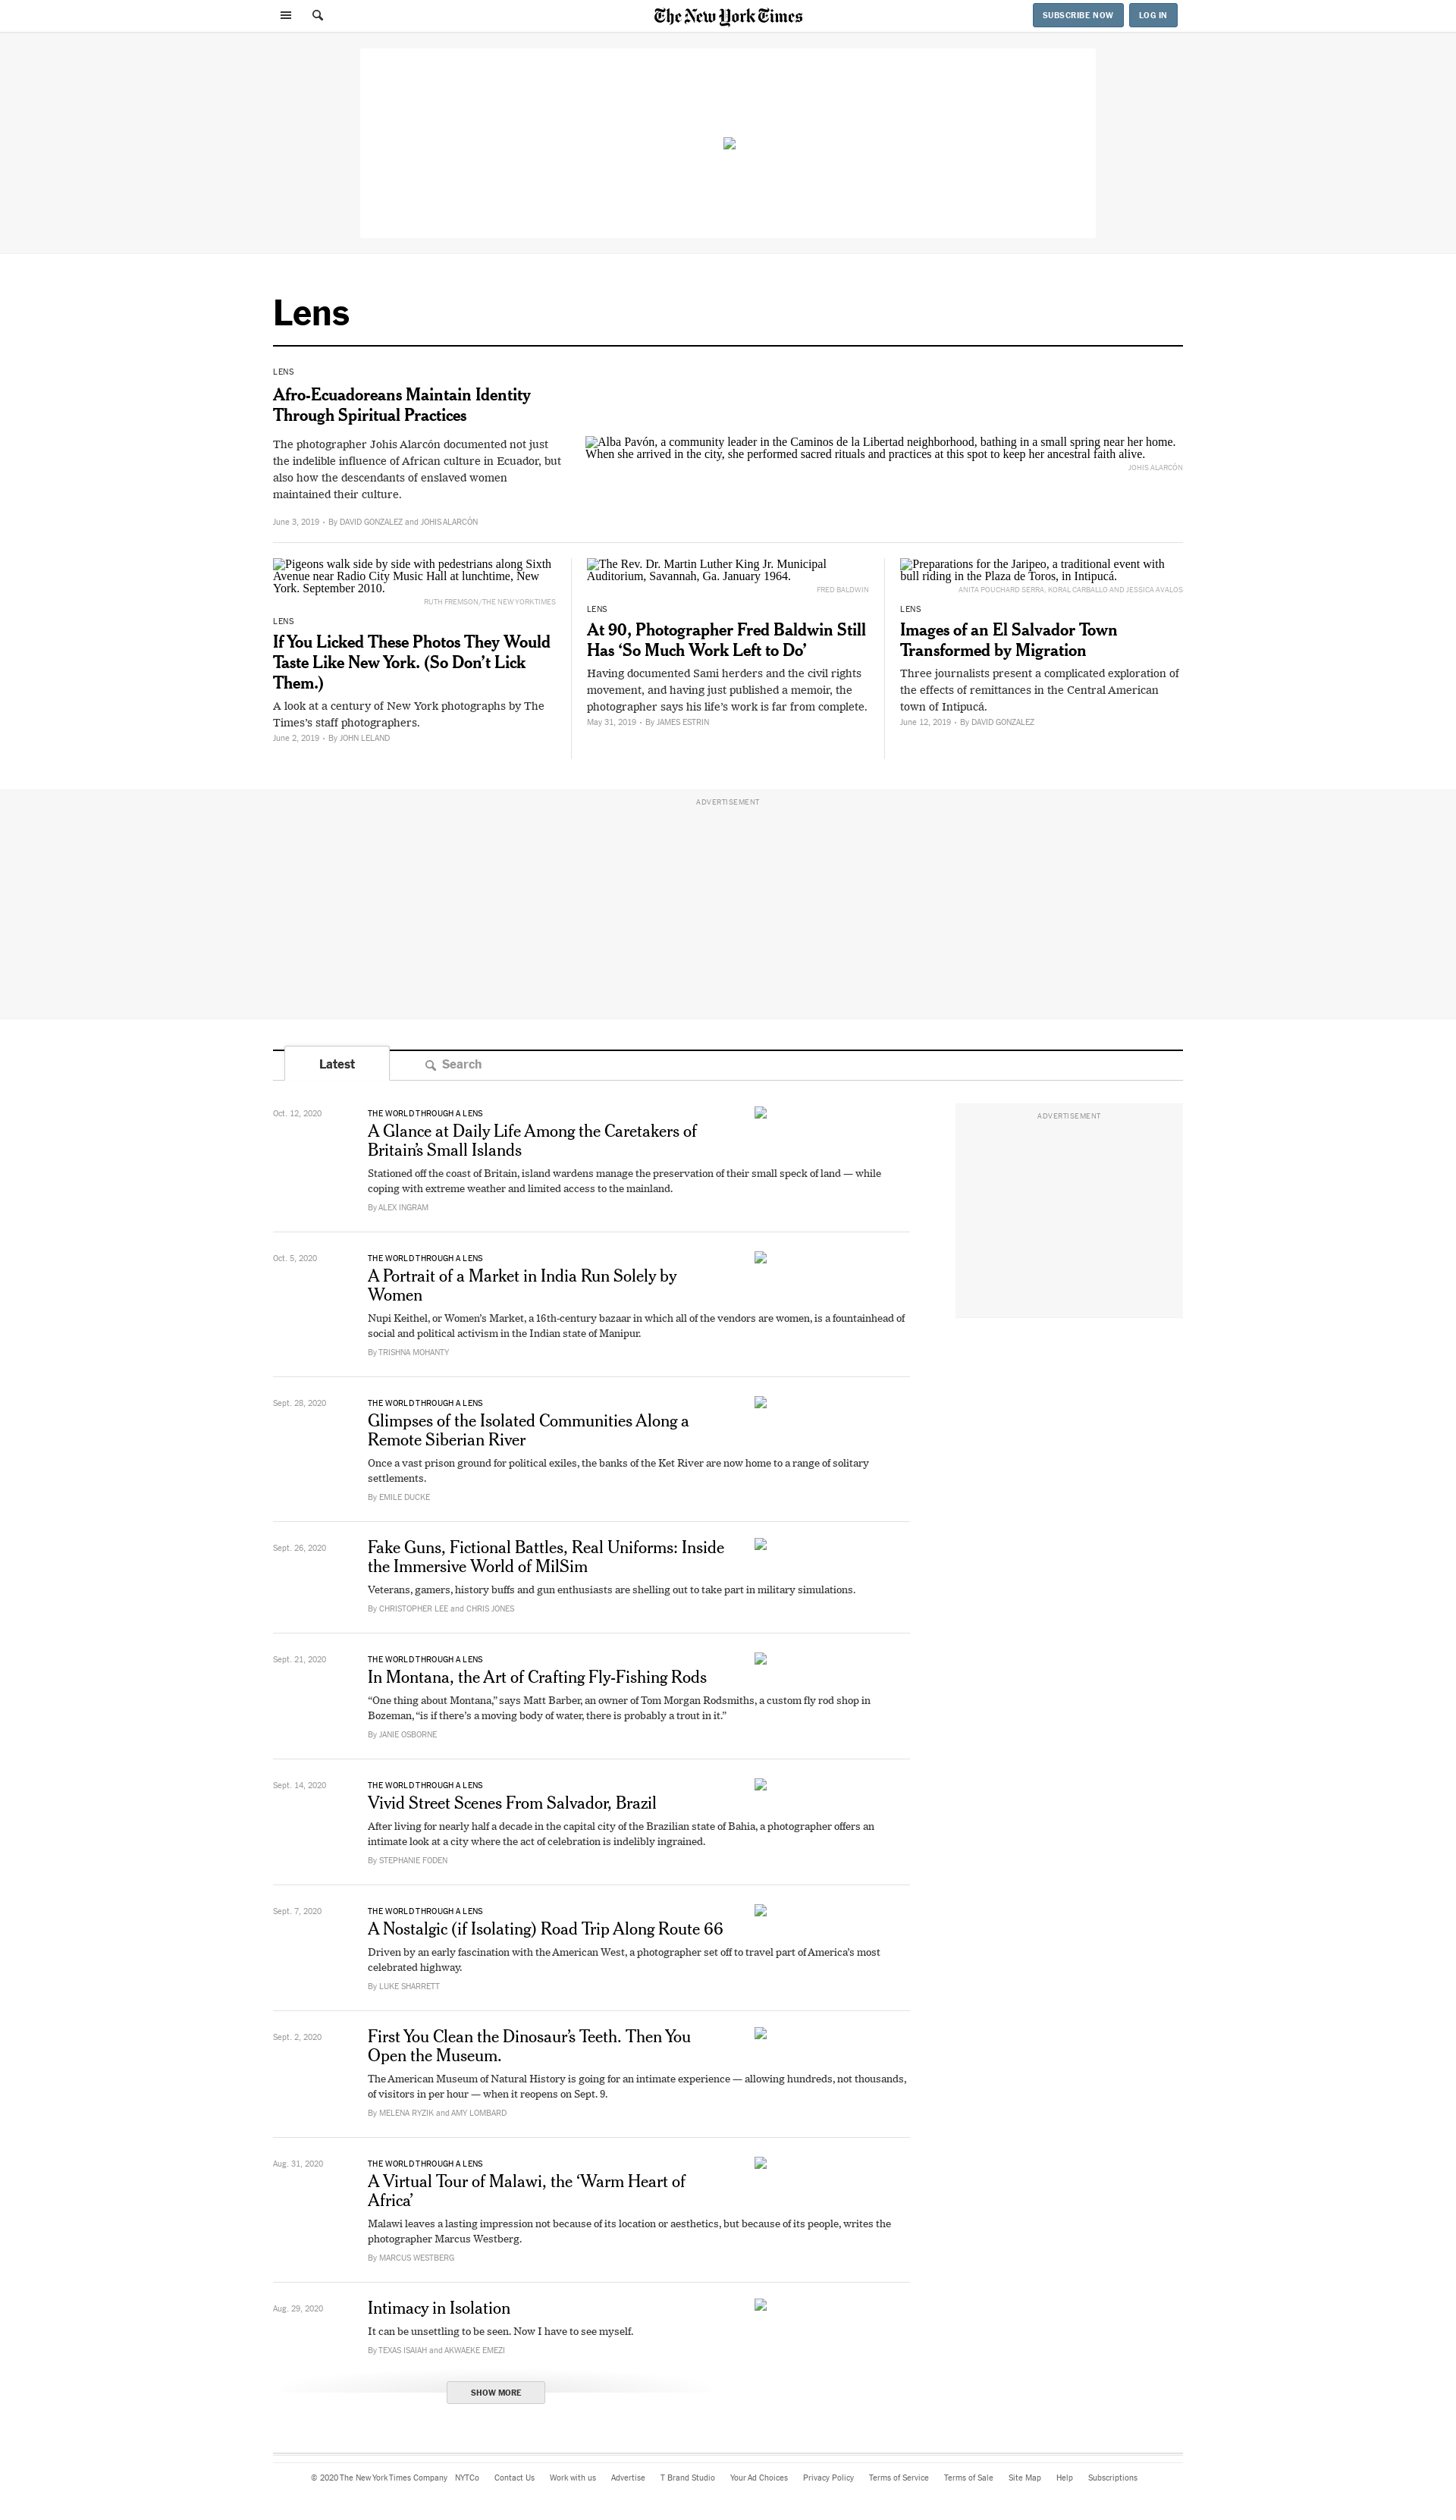 The New York Times
SUBSCRIBE NOW
LOG IN
Lens
LENS
Afro-Ecuadoreans Maintain Identity
Through Spiritual Practices
The photographer Johis Alarcón documented not just
the indelible influence of African culture in Ecuador, but
also how the descendants of enslaved women
maintained their culture.
June 3, 2019 • By DAVID GONZALEZ and JOHIS ALARCÓN
Alba Pavón, a community leader in the Caminos de la Libertad neighborhood, bathing in a small spring near her home.
When she arrived in the city, she performed sacred rituals and practices at this spot to keep her ancestral faith alive.
JOHIS ALARCÓN
Pigeons walk side by side with pedestrians along Sixth
Avenue near Radio City Music Hall at lunchtime, New
York. September 2010.
RUTH FREMSON/THE NEW YORK TIMES
LENS
If You Licked These Photos They Would
Taste Like New York. (So Don’t Lick
Them.)
A look at a century of New York photographs by The
Times’s staff photographers.
June 2, 2019 • By JOHN LELAND
The Rev. Dr. Martin Luther King Jr. Municipal
Auditorium, Savannah, Ga. January 1964.
FRED BALDWIN
LENS
At 90, Photographer Fred Baldwin Still
Has ‘So Much Work Left to Do’
Having documented Sami herders and the civil rights
movement, and having just published a memoir, the
photographer says his life’s work is far from complete.
May 31, 2019 • By JAMES ESTRIN
Preparations for the Jaripeo, a traditional event with
bull riding in the Plaza de Toros, in Intipucá.
ANITA POUCHARD SERRA, KORAL CARBALLO AND JESSICA AVALOS
LENS
Images of an El Salvador Town
Transformed by Migration
Three journalists present a complicated exploration of
the effects of remittances in the Central American
town of Intipucá.
June 12, 2019 • By DAVID GONZALEZ
ADVERTISEMENT
Latest
Search
Oct. 12, 2020
THE WORLD THROUGH A LENS
A Glance at Daily Life Among the Caretakers of
Britain’s Small Islands
Stationed off the coast of Britain, island wardens manage the preservation of their small speck of land — while
coping with extreme weather and limited access to the mainland.
By ALEX INGRAM
ADVERTISEMENT
Oct. 5, 2020
THE WORLD THROUGH A LENS
A Portrait of a Market in India Run Solely by
Women
Nupi Keithel, or Women’s Market, a 16th-century bazaar in which all of the vendors are women, is a fountainhead of
social and political activism in the Indian state of Manipur.
By TRISHNA MOHANTY
Sept. 28, 2020
THE WORLD THROUGH A LENS
Glimpses of the Isolated Communities Along a
Remote Siberian River
Once a vast prison ground for political exiles, the banks of the Ket River are now home to a range of solitary
settlements.
By EMILE DUCKE
Sept. 26, 2020
Fake Guns, Fictional Battles, Real Uniforms: Inside
the Immersive World of MilSim
Veterans, gamers, history buffs and gun enthusiasts are shelling out to take part in military simulations.
By CHRISTOPHER LEE and CHRIS JONES
Sept. 21, 2020
THE WORLD THROUGH A LENS
In Montana, the Art of Crafting Fly-Fishing Rods
“One thing about Montana,” says Matt Barber, an owner of Tom Morgan Rodsmiths, a custom fly rod shop in
Bozeman, “is if there’s a moving body of water, there is probably a trout in it.”
By JANIE OSBORNE
Sept. 14, 2020
THE WORLD THROUGH A LENS
Vivid Street Scenes From Salvador, Brazil
After living for nearly half a decade in the capital city of the Brazilian state of Bahia, a photographer offers an
intimate look at a city where the act of celebration is indelibly ingrained.
By STEPHANIE FODEN
Sept. 7, 2020
THE WORLD THROUGH A LENS
A Nostalgic (if Isolating) Road Trip Along Route 66
Driven by an early fascination with the American West, a photographer set off to travel part of America’s most
celebrated highway.
By LUKE SHARRETT
Sept. 2, 2020
First You Clean the Dinosaur’s Teeth. Then You
Open the Museum.
The American Museum of Natural History is going for an intimate experience — allowing hundreds, not thousands,
of visitors in per hour — when it reopens on Sept. 9.
By MELENA RYZIK and AMY LOMBARD
Aug. 31, 2020
THE WORLD THROUGH A LENS
A Virtual Tour of Malawi, the ‘Warm Heart of
Africa’
Malawi leaves a lasting impression not because of its location or aesthetics, but because of its people, writes the
photographer Marcus Westberg.
By MARCUS WESTBERG
Aug. 29, 2020
Intimacy in Isolation
It can be unsettling to be seen. Now I have to see myself.
By TEXAS ISAIAH and AKWAEKE EMEZI
SHOW MORE
© 2020 The New York Times Company NYTCo Contact Us Work with us Advertise T Brand Studio Your Ad Choices Privacy Policy Terms of Service Terms of Sale Site Map Help Subscriptions